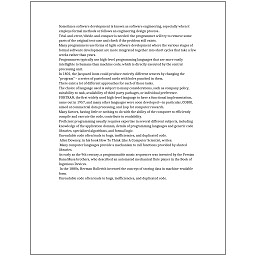 Sometimes software development is known as software engineering, especially when it
employs formal methods or follows an engineering design process.
Trial-and-error/divide-and-conquer is needed: the programmer will try to remove some
parts of the original test case and check if the problem still exists.
Many programmers use forms of Agile software development where the various stages of
formal software development are more integrated together into short cycles that take a few
weeks rather than years.
Programmers typically use high-level programming languages that are more easily
intelligible to humans than machine code, which is directly executed by the central
processing unit.
In 1801, the Jacquard loom could produce entirely different weaves by changing the
"program" - a series of pasteboard cards with holes punched in them.
There exist a lot of different approaches for each of those tasks.
The choice of language used is subject to many considerations, such as company policy,
suitability to task, availability of third-party packages, or individual preference.
FORTRAN, the first widely used high-level language to have a functional implementation,
came out in 1957, and many other languages were soon developed—in particular, COBOL
aimed at commercial data processing, and Lisp for computer research.
Many factors, having little or nothing to do with the ability of the computer to efficiently
compile and execute the code, contribute to readability.
Proficient programming usually requires expertise in several different subjects, including
knowledge of the application domain, details of programming languages and generic code
libraries, specialized algorithms, and formal logic.
Unreadable code often leads to bugs, inefficiencies, and duplicated code.
Allen Downey, in his book How To Think Like A Computer Scientist, writes:
Many computer languages provide a mechanism to call functions provided by shared
libraries.
As early as the 9th century, a programmable music sequencer was invented by the Persian
Banu Musa brothers, who described an automated mechanical flute player in the Book of
Ingenious Devices.
In the 1880s, Herman Hollerith invented the concept of storing data in machine-readable
form.
Unreadable code often leads to bugs, inefficiencies, and duplicated code.